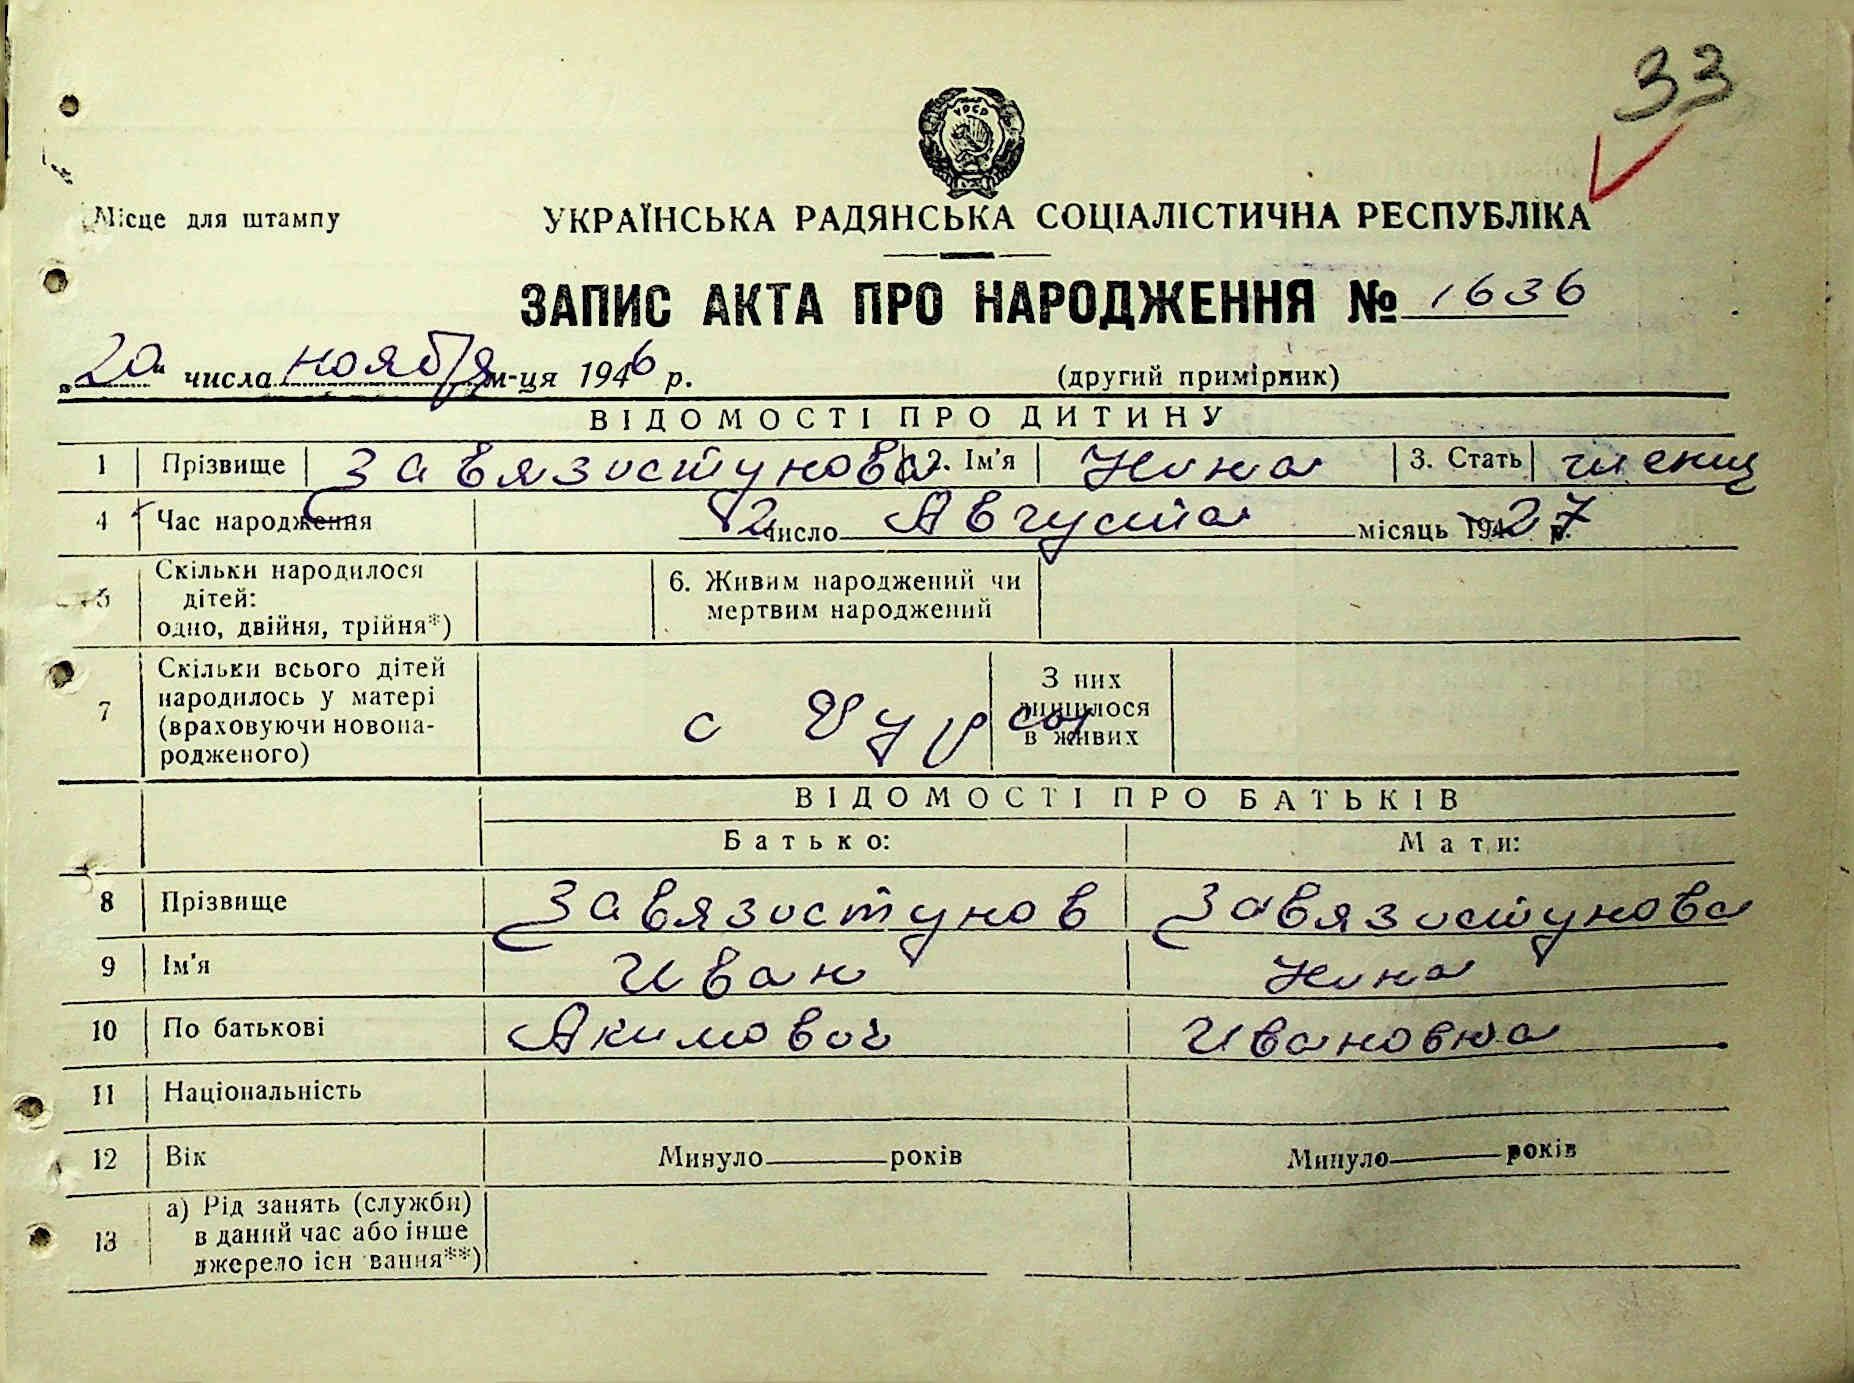 33
УРСР
Місце для штампу
УКРАЇНСЬКА РАДЯНСЬКА СОЦІАЛІСТИЧНА РЕСПУБЛІКА
ЗАПИС АКТА ПРО НАРОДЖЕННЯ № 1636
„20“ числа ноября м-ця 1946 р. (другий примірник)
ВІДОМОСТІ ПРО ДИТИНУ
1 Прізвище Завязистунова 2. Ім'я Нина 3. Стать
4 Час народження 2 число Августа місяць 1927 р.
5 Скільки народилося дітей: одно, двійня, трійня*) 6. Живим народжений чи мертвим народжений
7 Скільки всього дітей народилось у матері (враховуючи новонародженого) с З них лишилося в живих
ВІДОМОСТІ ПРО БАТЬКІВ
Батько: Мати:
8 Прізвище Завязистунов Завязистунова
9 Ім'я Иван Нина
10 По батькові Акимович Ивановна
11 Національність
12 Вік Минуло років Минуло років
13 а) Рід занять (служби) в даний час або інше джерело існ вання**)